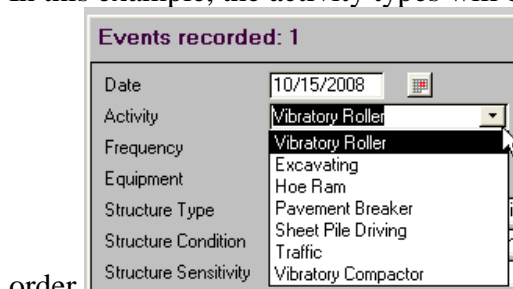 In this example, the activity types will
Events recorded: 1
Date 10/15/2008
Activity Vibratory Roller
Frequency Vibratory Roller
Excavating
Equipment Hoe Ram
Structure Type Pavement Breaker
Structure Condition Sheet Pile Driving
Traffic
Structure Sensitivity Vibratory Compactor
order